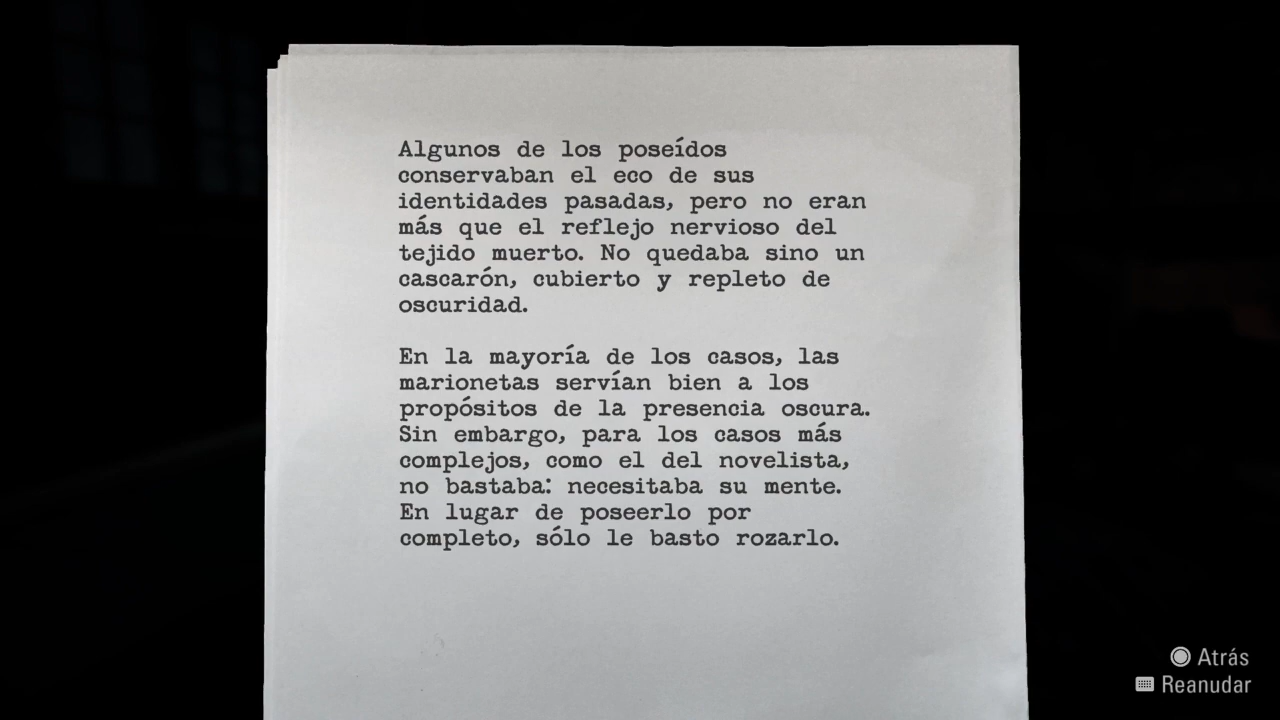 Algunos de los poseídos
conservaban el eco de sus
identidades pasadas, pero no eran
más que el reflejo nervioso del
tejido muerto. No quedaba sino un
cascarón, cubierto y repleto de
oscuridad.
En la mayoría de los casos, las
marionetas servían bien a los
propósitos de la presencia oscura.
Sin embargo, para los casos más
complejos, como el del novelista,
no bastaba: necesitaba su mente.
En lugar de poseerlo por
completo, sólo le basto rozarlo.
Atrás
Reanudar